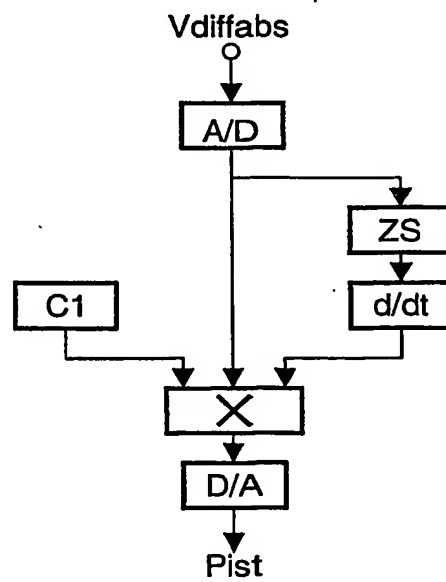 Vdiffabs
A/D
ZS
C1
d/dt
X
D/A
Pist